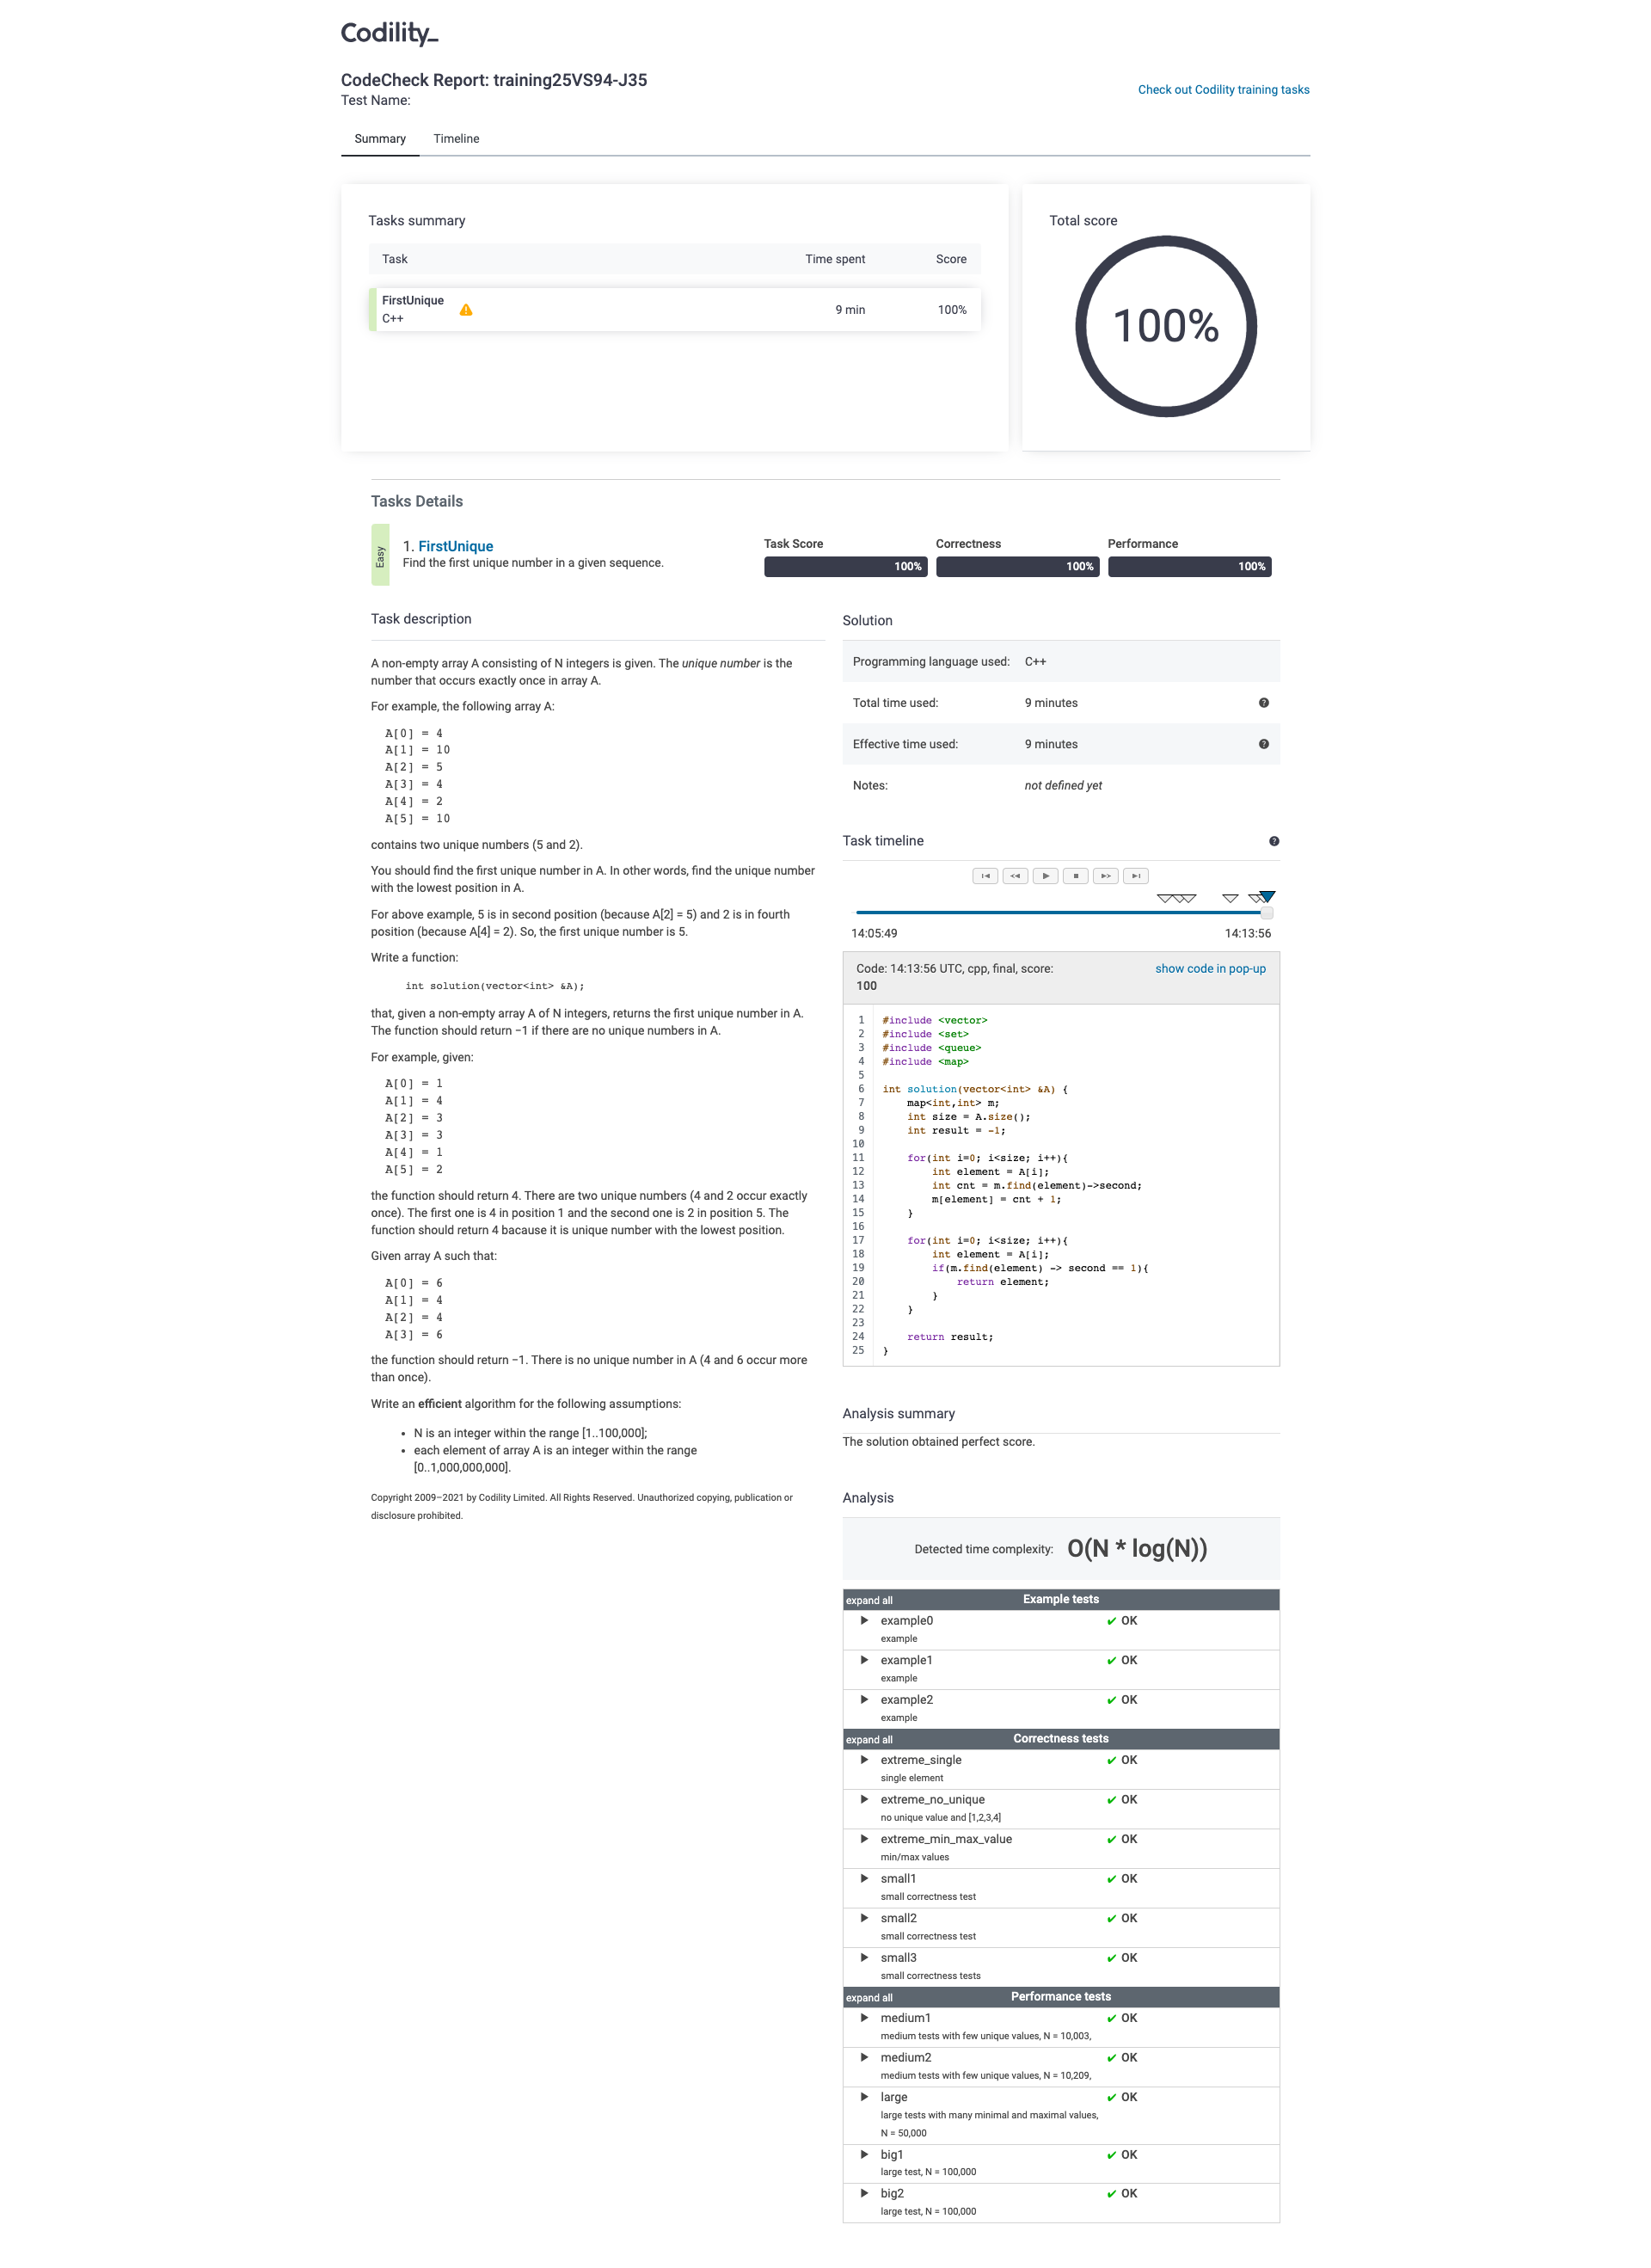 Codility_
CodeCheck Report: training25VS94-J35
Test Name:
Check out Codility training tasks
Summary Timeline
Tasks summary
Task Time spent Score
FirstUnique
C++
9 min 100%
Total score
100%
Tasks Details
Easy
1. FirstUnique
Find the first unique number in a given sequence.
Task Score Correctness Performance
100% 100% 100%
Task description
A non-empty array A consisting of N integers is given. The unique number is the
number that occurs exactly once in array A.
For example, the following array A:
A[0] = 4
A[1] = 10
A[2] = 5
A[3] = 4
A[4] = 2
A[5] = 10
contains two unique numbers (5 and 2).
You should find the first unique number in A. In other words, find the unique number
with the lowest position in A.
For above example, 5 is in second position (because A[2] = 5) and 2 is in fourth
position (because A[4] = 2). So, the first unique number is 5.
Write a function:
int solution(vector<int> &A);
that, given a non-empty array A of N integers, returns the first unique number in A.
The function should return −1 if there are no unique numbers in A.
For example, given:
A[0] = 1
A[1] = 4
A[2] = 3
A[3] = 3
A[4] = 1
A[5] = 2
the function should return 4. There are two unique numbers (4 and 2 occur exactly
once). The first one is 4 in position 1 and the second one is 2 in position 5. The
function should return 4 bacause it is unique number with the lowest position.
Given array A such that:
A[0] = 6
A[1] = 4
A[2] = 4
A[3] = 6
the function should return −1. There is no unique number in A (4 and 6 occur more
than once).
Write an efficient algorithm for the following assumptions:
• N is an integer within the range [1..100,000];
• each element of array A is an integer within the range
[0..1,000,000,000].
Copyright 2009–2021 by Codility Limited. All Rights Reserved. Unauthorized copying, publication or
disclosure prohibited.
Solution
Programming language used: C++
Total time used: 9 minutes
Effective time used: 9 minutes
Notes: not defined yet
Task timeline
14:05:49 14:13:56
Code: 14:13:56 UTC, cpp, final, score:
100
show code in pop-up
1 #include <vector>
2 #include <set>
3 #include <queue>
4 #include <map>
5
6 int solution(vector<int> &A) {
7 map<int,int> m;
8 int size = A.size();
9 int result = -1;
10
11 for(int i=0; i<size; i++){
12 int element = A[i];
13 int cnt = m.find(element)->second;
14 m[element] = cnt + 1;
15 }
16
17 for(int i=0; i<size; i++){
18 int element = A[i];
19 if(m.find(element) -> second == 1){
20 return element;
21 }
22 }
23
24 return result;
25 }
Analysis summary
The solution obtained perfect score.
Analysis
Detected time complexity: O(N * log(N))
expand all Example tests
example0 ✔ OK
example
example1 ✔ OK
example
example2 ✔ OK
example
expand all Correctness tests
extreme_single ✔ OK
single element
extreme_no_unique ✔ OK
no unique value and [1,2,3,4]
extreme_min_max_value ✔ OK
min/max values
small1 ✔ OK
small correctness test
small2 ✔ OK
small correctness test
small3 ✔ OK
small correctness tests
expand all Performance tests
medium1 ✔ OK
medium tests with few unique values, N = 10,003,
medium2 ✔ OK
medium tests with few unique values, N = 10,209,
large ✔ OK
large tests with many minimal and maximal values,
N = 50,000
big1 ✔ OK
large test, N = 100,000
big2 ✔ OK
large test, N = 100,000